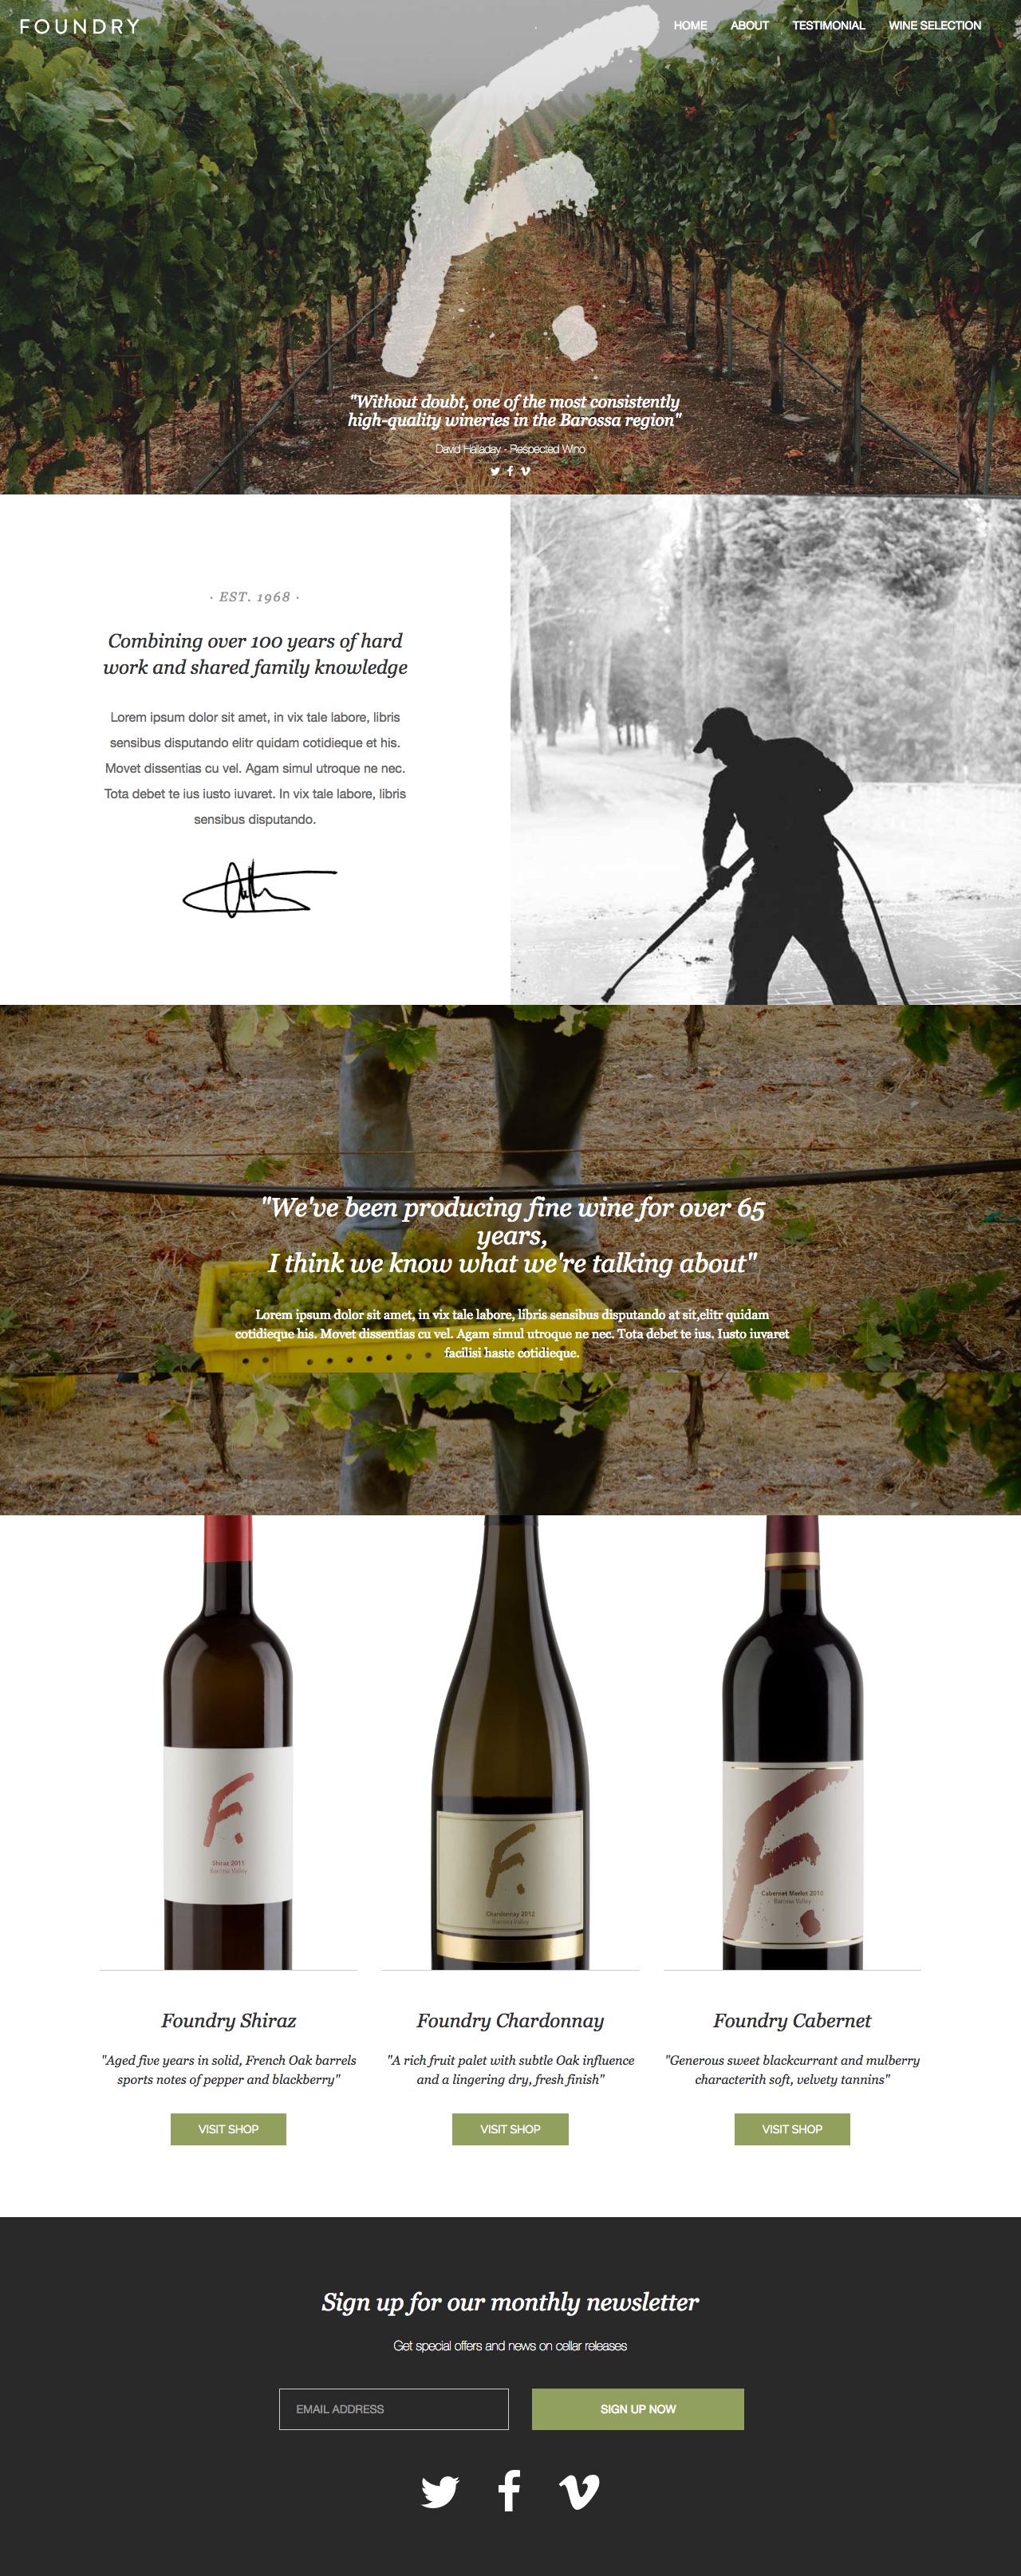 FOUNDRY
HOME ABOUT TESTIMONIAL WINE SELECTION
F.
"Without doubt, one of the most consistently
high-quality wineries in the Barossa region"
David Halladay - Respected Wino
· EST. 1968 ·
Combining over 100 years of hard
work and shared family knowledge
Lorem ipsum dolor sit amet, in vix tale labore, libris
sensibus disputando elitr quidam cotidieque et his.
Movet dissentias cu vel. Agam simul utroque ne nec.
Tota debet te ius iusto iuvaret. In vix tale labore, libris
sensibus disputando.
"We've been producing fine wine for over 65
years,
I think we know what we're talking about"
Lorem ipsum dolor sit amet, in vix tale labore, libris sensibus disputando at sit,elitr quidam
cotidieque his. Movet dissentias cu vel. Agam simul utroque ne nec. Tota debet te ius. Iusto iuvaret
facilisi haste cotidieque.
F.
Shiraz 2011
F.
Chardonnay 2012
F.
Cabernet Merlot 2010
Foundry Shiraz
"Aged five years in solid, French Oak barrels
sports notes of pepper and blackberry"
VISIT SHOP
Foundry Chardonnay
"A rich fruit palet with subtle Oak influence
and a lingering dry, fresh finish"
VISIT SHOP
Foundry Cabernet
"Generous sweet blackcurrant and mulberry
characterith soft, velvety tannins"
VISIT SHOP
Sign up for our monthly newsletter
Get special offers and news on cellar releases
EMAIL ADDRESS
SIGN UP NOW